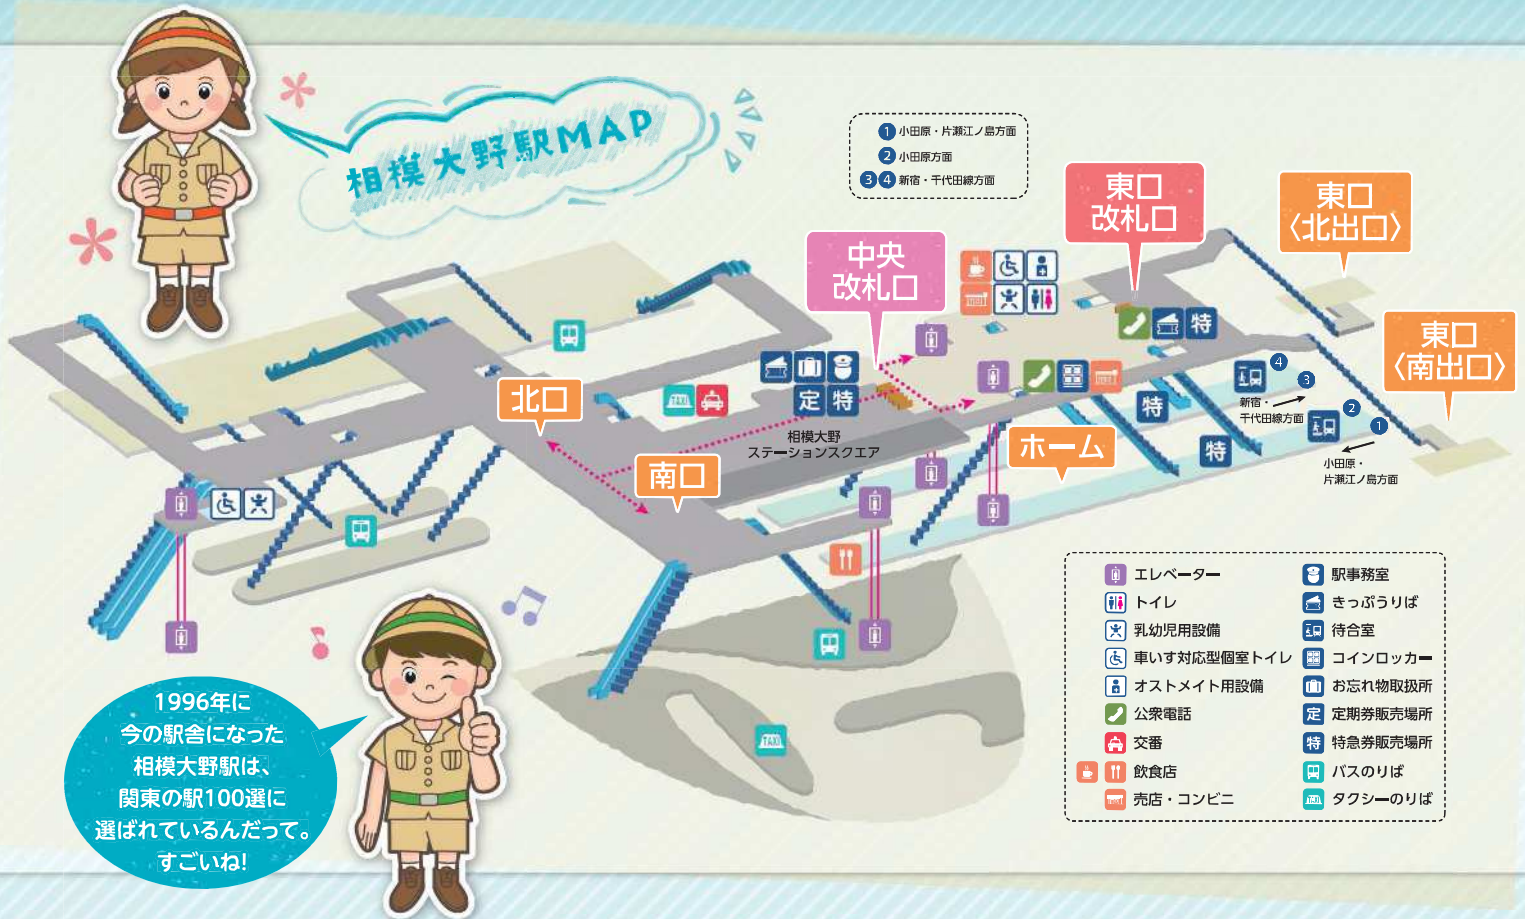 相模大野駅MAP
1 小田原・片瀬江ノ島方面
2 小田原方面
3 4 新宿・千代田線方面
東口
改札口
東口
〈北出口〉
中央
改札口
特
東口
〈南出口〉
北口
TAXI
定 特
相模大野
ステーションスクエア
南口
ホーム
特
特
4
3
新宿・
千代田線方面
2
1
小田原・
片瀬江ノ島方面
TAXI
エレベーター
トイレ
乳幼児用設備
車いす対応型個室トイレ
オストメイト用設備
公衆電話
交番
飲食店
売店・コンビニ
駅事務室
きっぷうりば
待合室
コインロッカー
お忘れ物取扱所
定 定期券販売場所
特 特急券販売場所
バスのりば
TAXI タクシーのりば
1996年に
今の駅舎になった
相模大野駅は、
関東の駅100選に
選ばれているんだって。
すごいね!